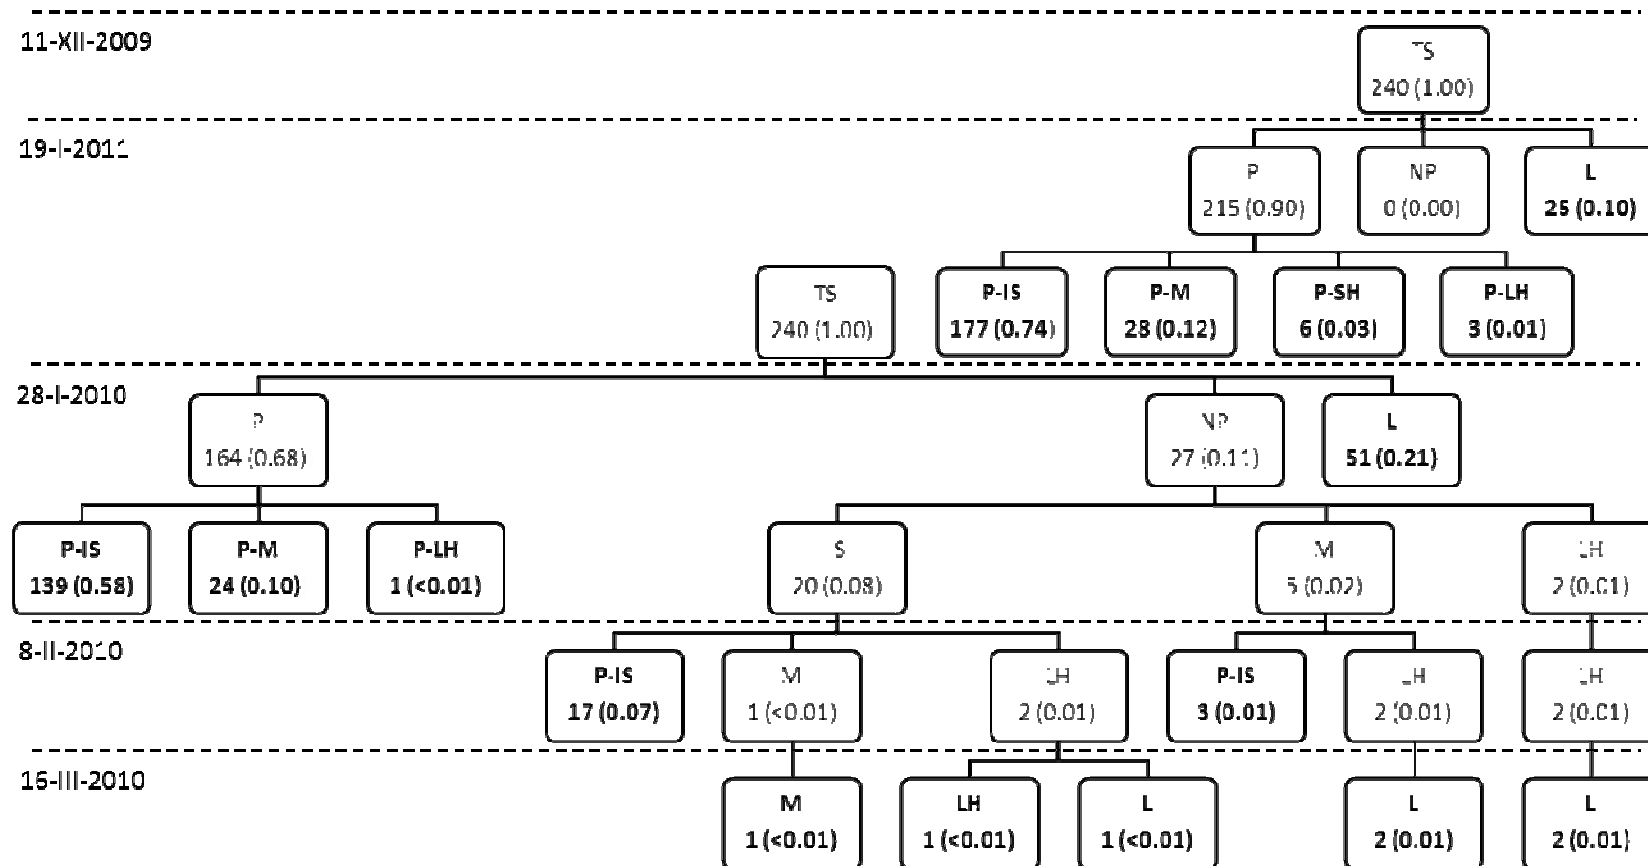 11-XII-2009
TS
240 (1.00)
19-I-2011
P
215 (0.90)
NP
0 (0.00)
L
25 (0.10)
TS
240 (1.00)
P-IS
177 (0.74)
P-M
28 (0.12)
P-SH
6 (0.03)
P-LH
3 (0.01)
28-I-2010
P
164 (0.68)
NP
27 (0.11)
L
51 (0.21)
P-IS
139 (0.58)
P-M
24 (0.10)
P-LH
1 (<0.01)
S
20 (0.08)
M
5 (0.02)
LH
2 (0.01)
8-II-2010
P-IS
17 (0.07)
M
1 (<0.01)
LH
2 (0.01)
P-IS
3 (0.01)
LH
2 (0.01)
LH
2 (0.01)
16-III-2010
M
1 (<0.01)
LH
1 (<0.01)
L
1 (<0.01)
L
2 (0.01)
L
2 (0.01)